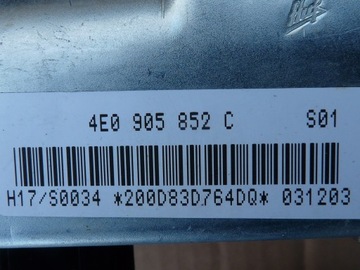 4E0 905 852 C S01
H17/S0034 *200D83D764DQ* 031203